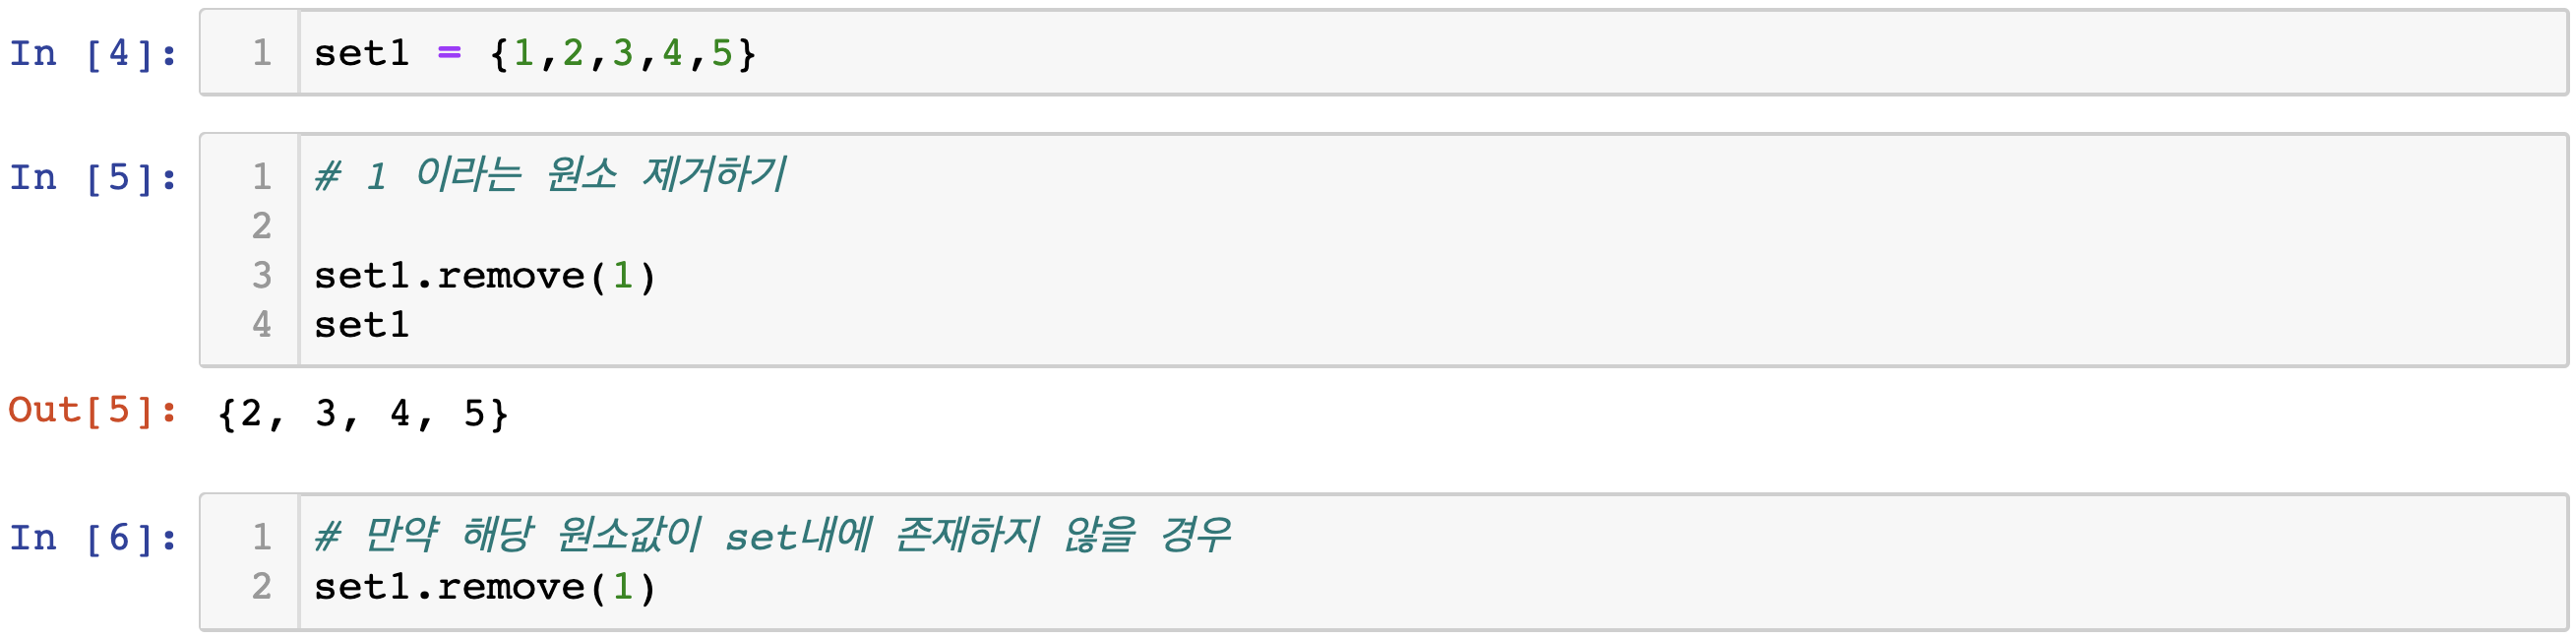 In [4]: 1 set1 = {1,2,3,4,5}
In [5]: 1 # 1 이라는 원소 제거하기
2
3 set1.remove(1)
4 set1
Out[5]: {2, 3, 4, 5}
In [6]: 1 # 만약 해당 원소값이 set내에 존재하지 않을 경우
2 set1.remove(1)